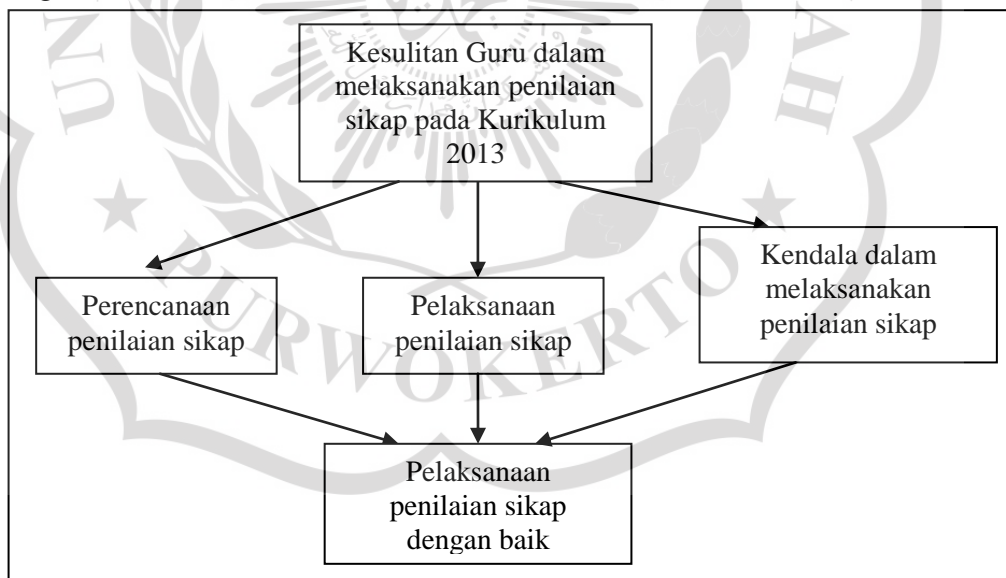 Kesulitan Guru dalam
melaksanakan penilaian
sikap pada Kurikulum
2013
Perencanaan
penilaian sikap
Pelaksanaan
penilaian sikap
Kendala dalam
melaksanakan
penilaian sikap
Pelaksanaan
penilaian sikap
dengan baik
PURWOKERTO